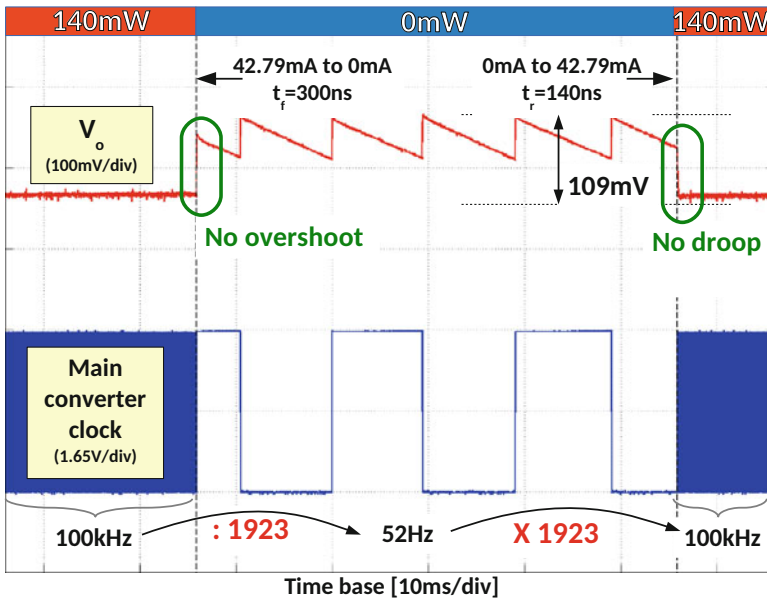 140mW
0mW
140mW
42.79mA to 0mA
tf=300ns
0mA to 42.79mA
tr=140ns
Vo
(100mV/div)
109mV
No overshoot
No droop
Main
converter
clock
(1.65V/div)
100kHz
: 1923
52Hz
X 1923
100kHz
Time base [10ms/div]